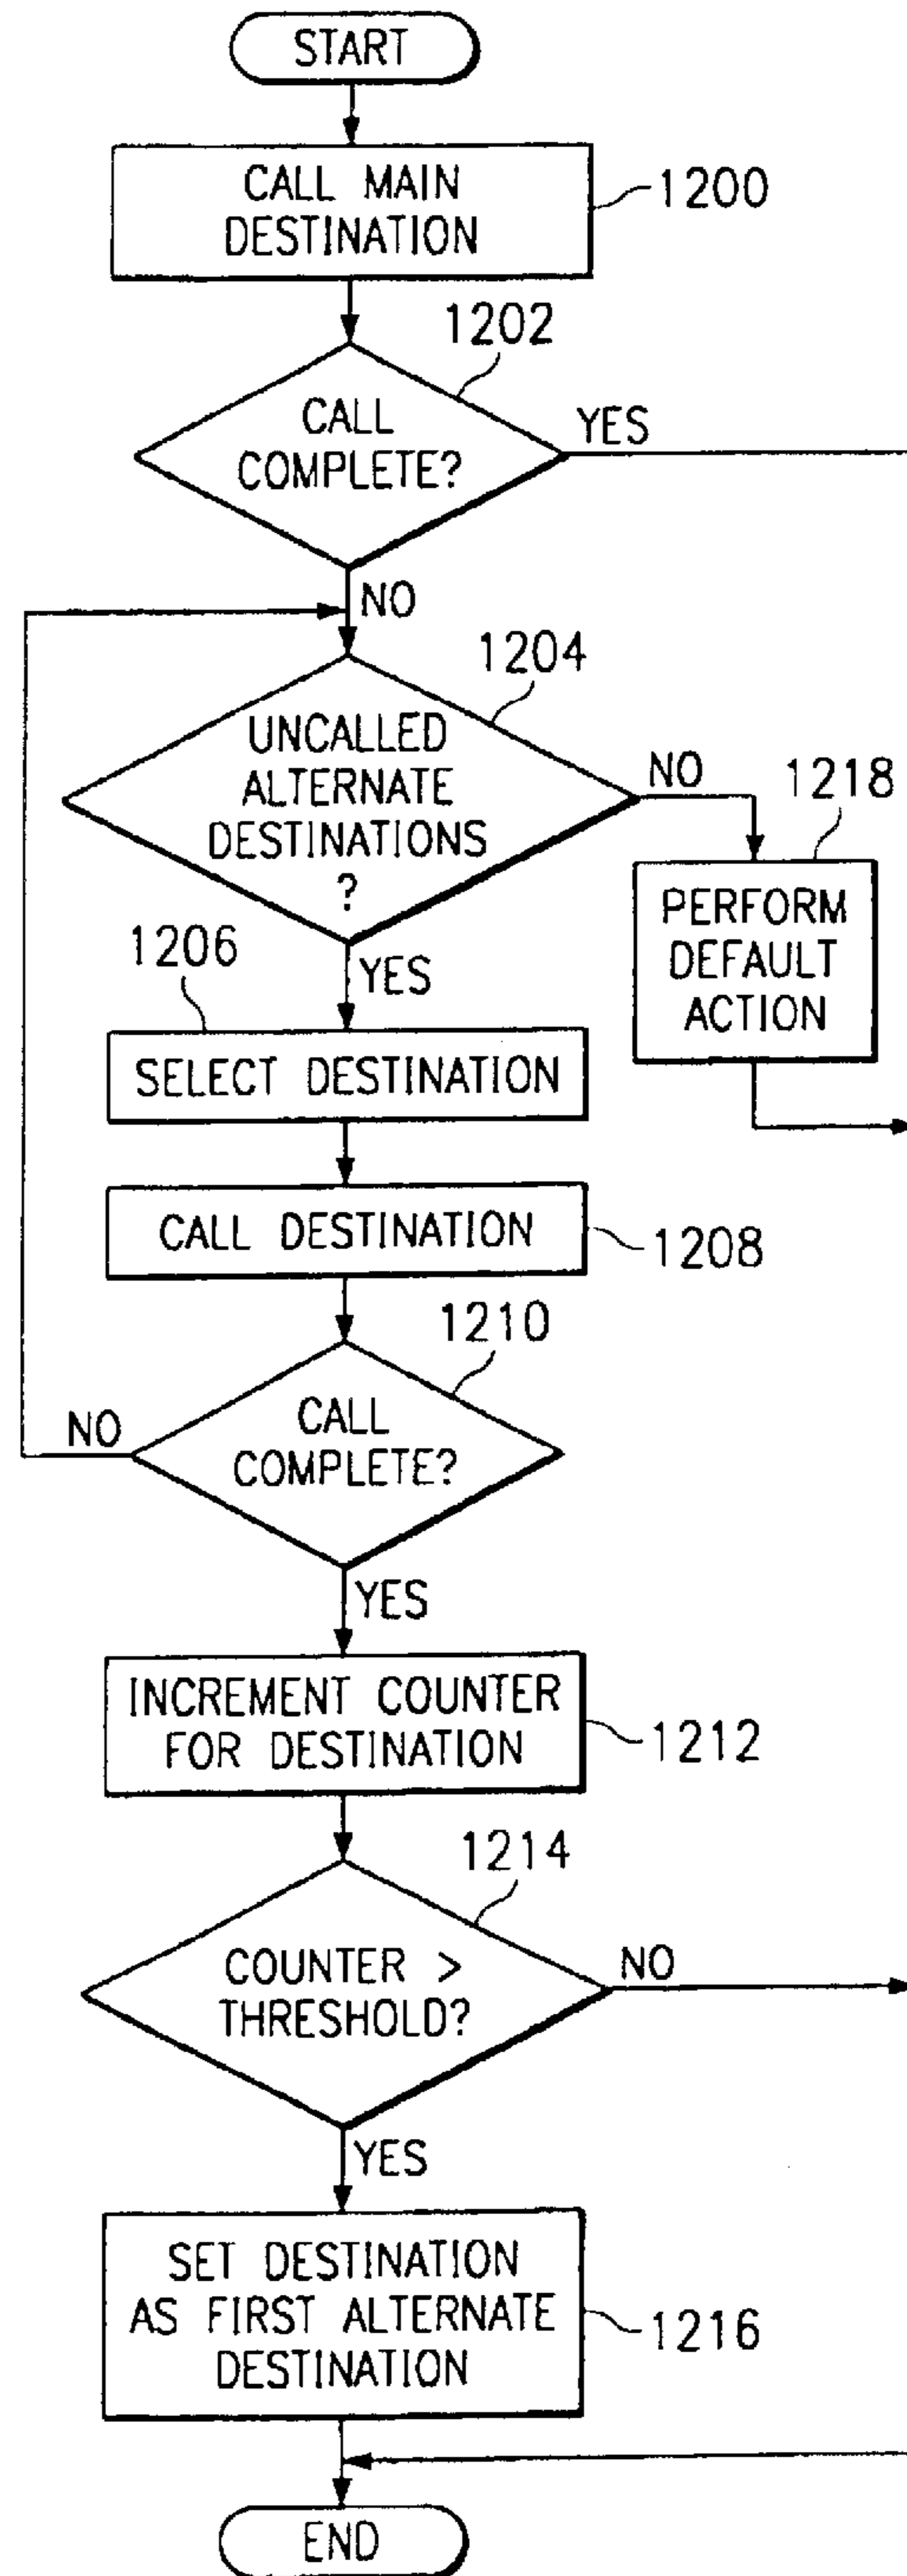 START
CALL MAIN
DESTINATION
1200
1202
CALL
COMPLETE?
YES
NO
1204
UNCALLED
ALTERNATE
DESTINATIONS
?
NO
1218
PERFORM
DEFAULT
ACTION
1206
YES
SELECT DESTINATION
CALL DESTINATION
1208
1210
CALL
COMPLETE?
NO
YES
INCREMENT COUNTER
FOR DESTINATION
1212
1214
COUNTER >
THRESHOLD?
NO
YES
SET DESTINATION
AS FIRST ALTERNATE
DESTINATION
1216
END